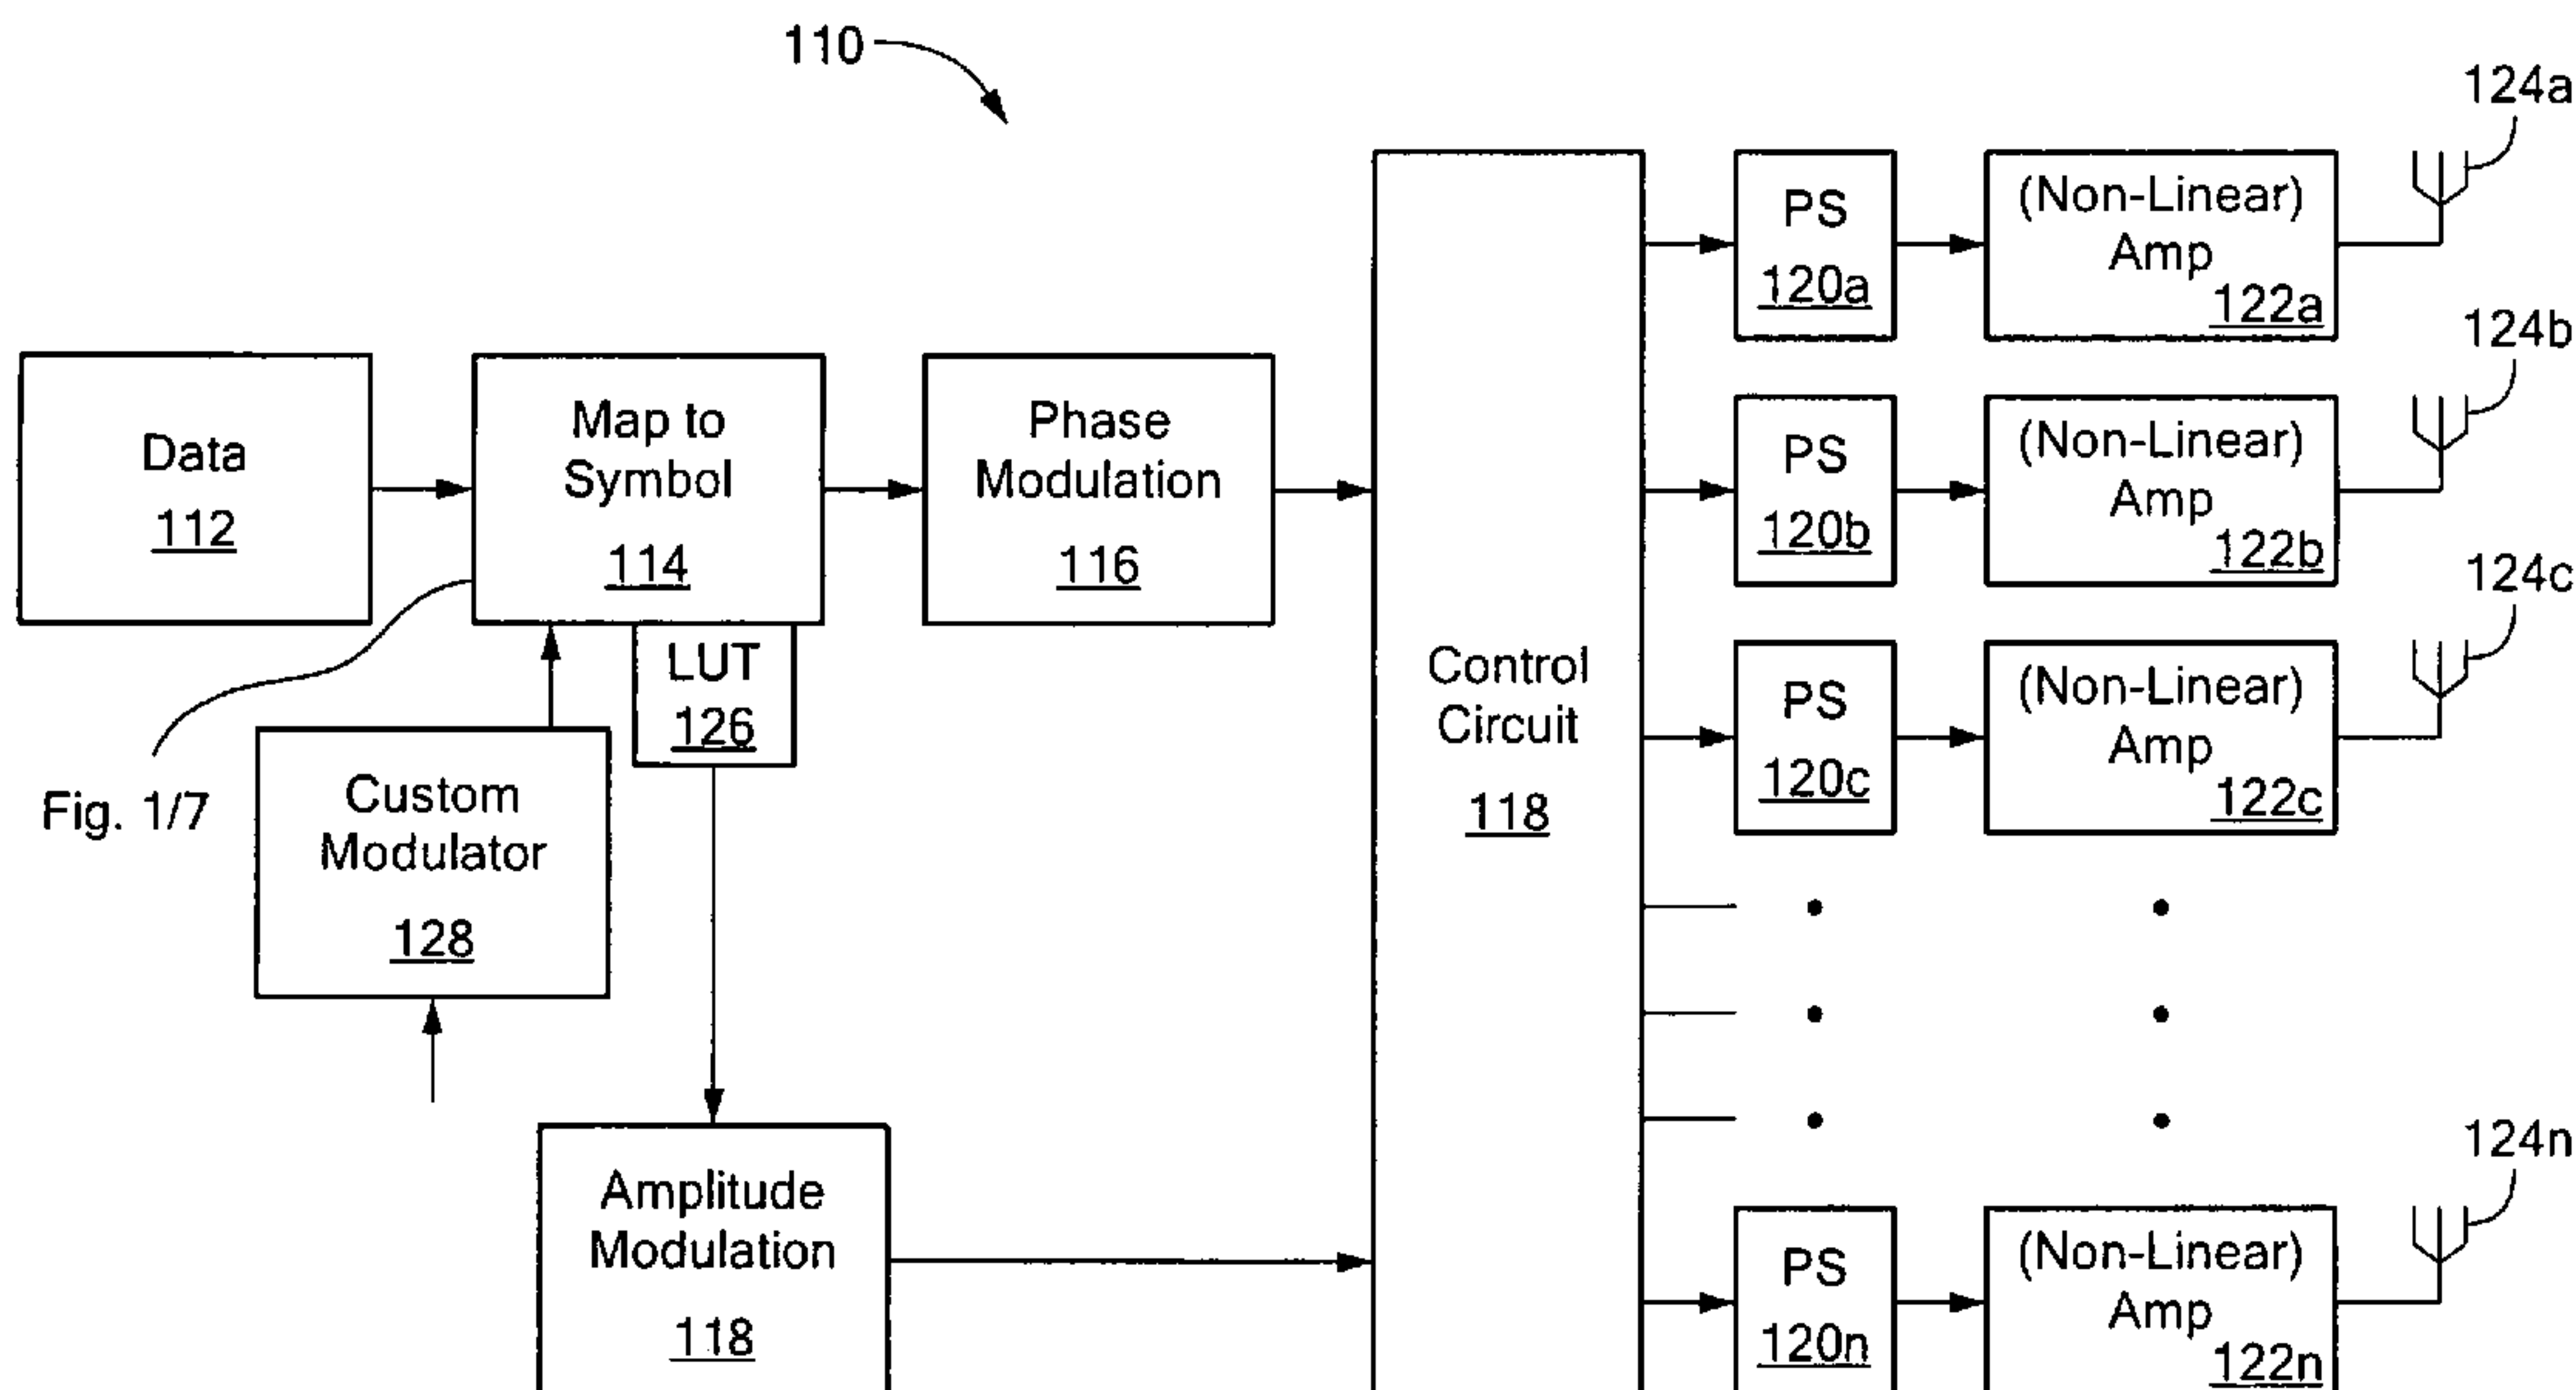 110
124a
PS
120a
(Non-Linear)
Amp
122a
124b
Data
112
Map to
Symbol
114
Phase
Modulation
116
PS
120b
(Non-Linear)
Amp
122b
124c
LUT
126
Control
Circuit
118
PS
120c
(Non-Linear)
Amp
122c
Fig. 1/7
Custom
Modulator
128
Amplitude
Modulation
118
124n
PS
120n
(Non-Linear)
Amp
122n